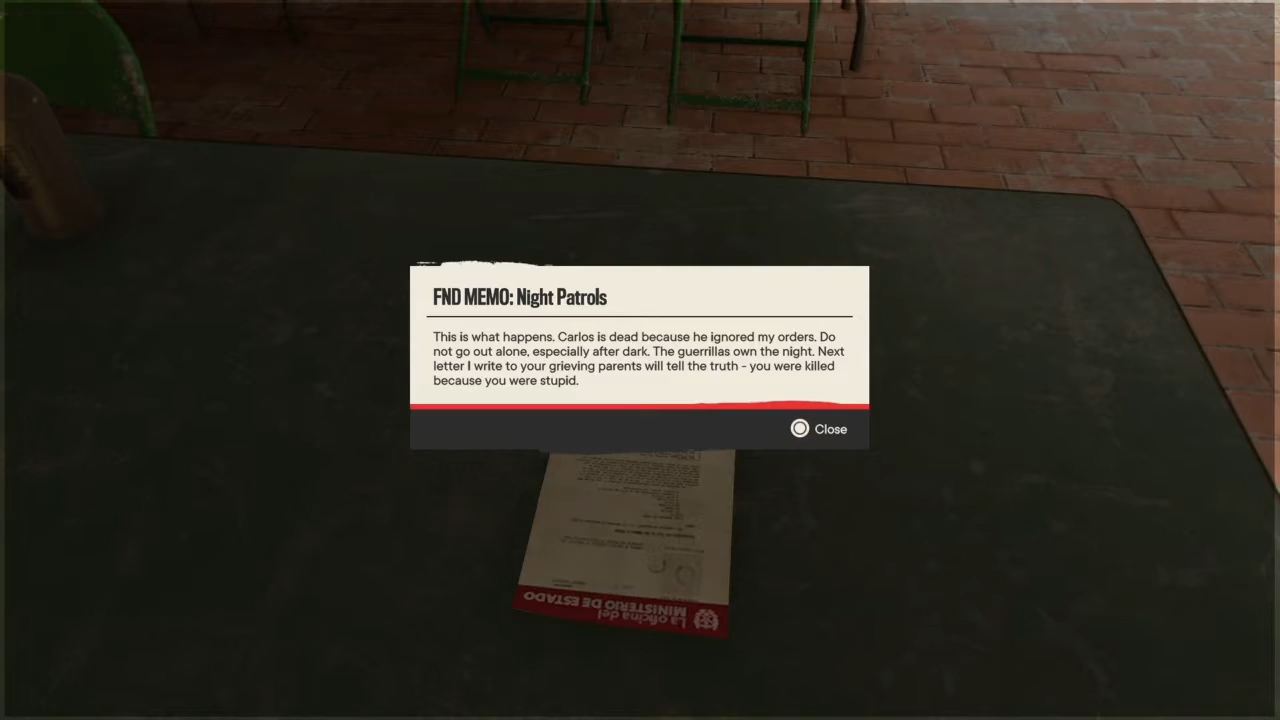 FND MEMO: Night Patrols
This is what happens. Carlos is dead because he ignored my orders. Do
not go out alone, especially after dark. The guerrillas own the night. Next
letter I write to your grieving parents will tell the truth - you were killed
because you were stupid.
Close
La oficina del
MINISTERIO DE ESTADO